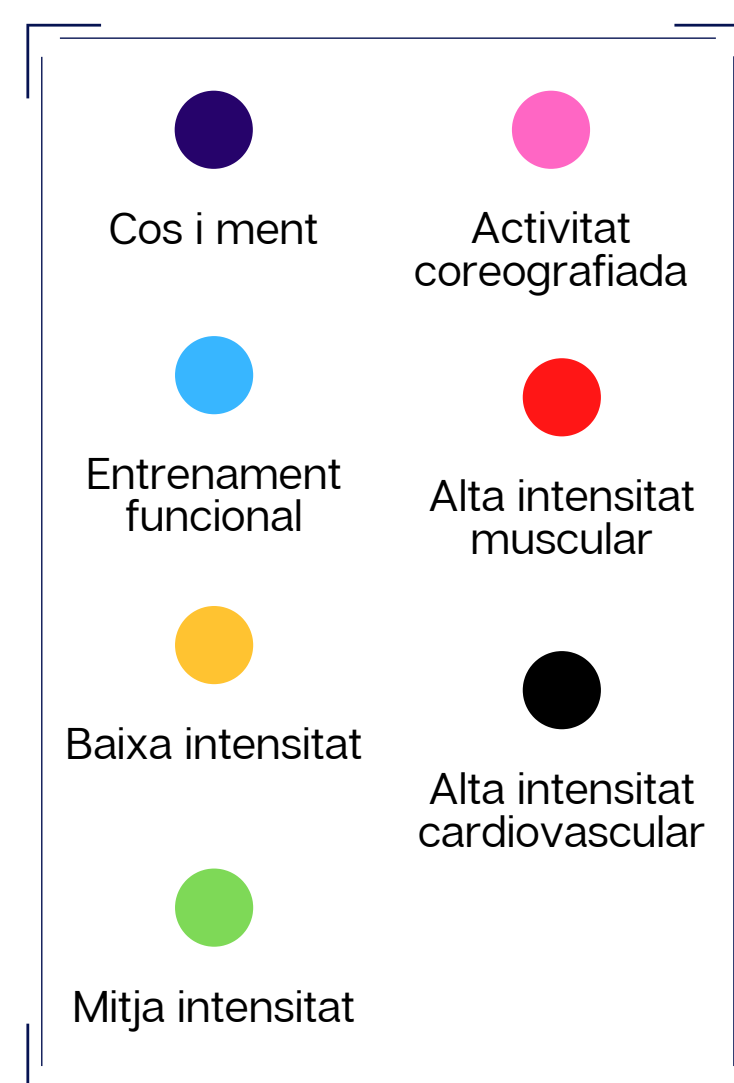 Cos i ment
Activitat
coreografiada
Entrenament
funcional
Alta intensitat
muscular
Baixa intensitat
Alta intensitat
cardiovascular
Mitja intensitat